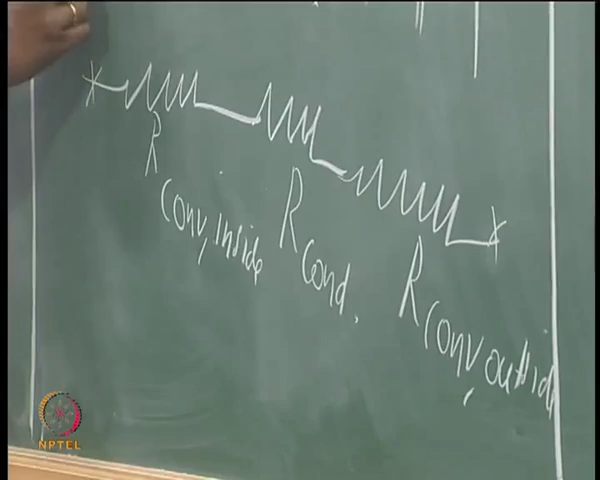 R conv, inside
R cond.
R conv, outside
NPTEL